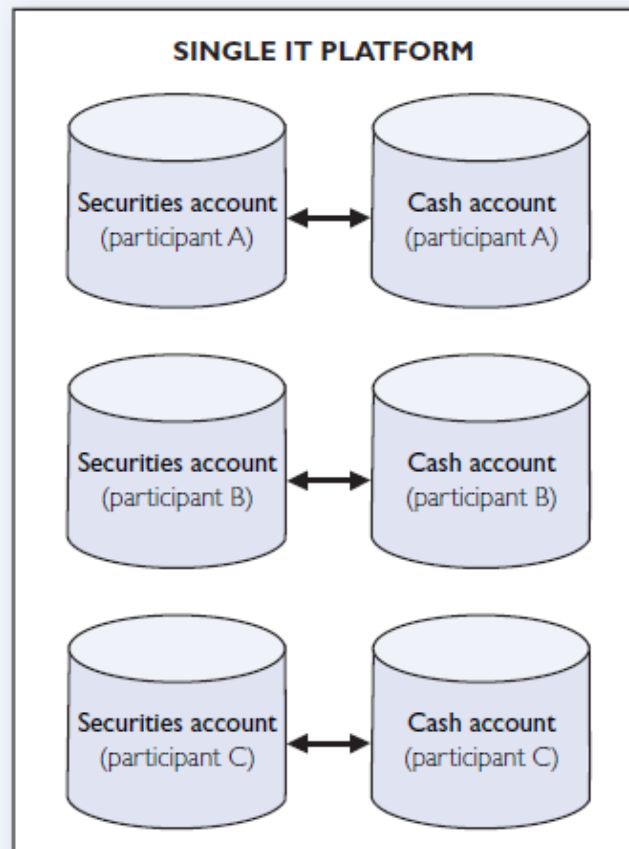 SINGLE IT PLATFORM
Securities account
(participant A)
Cash account
(participant A)
Securities account
(participant B)
Cash account
(participant B)
Securities account
(participant C)
Cash account
(participant C)